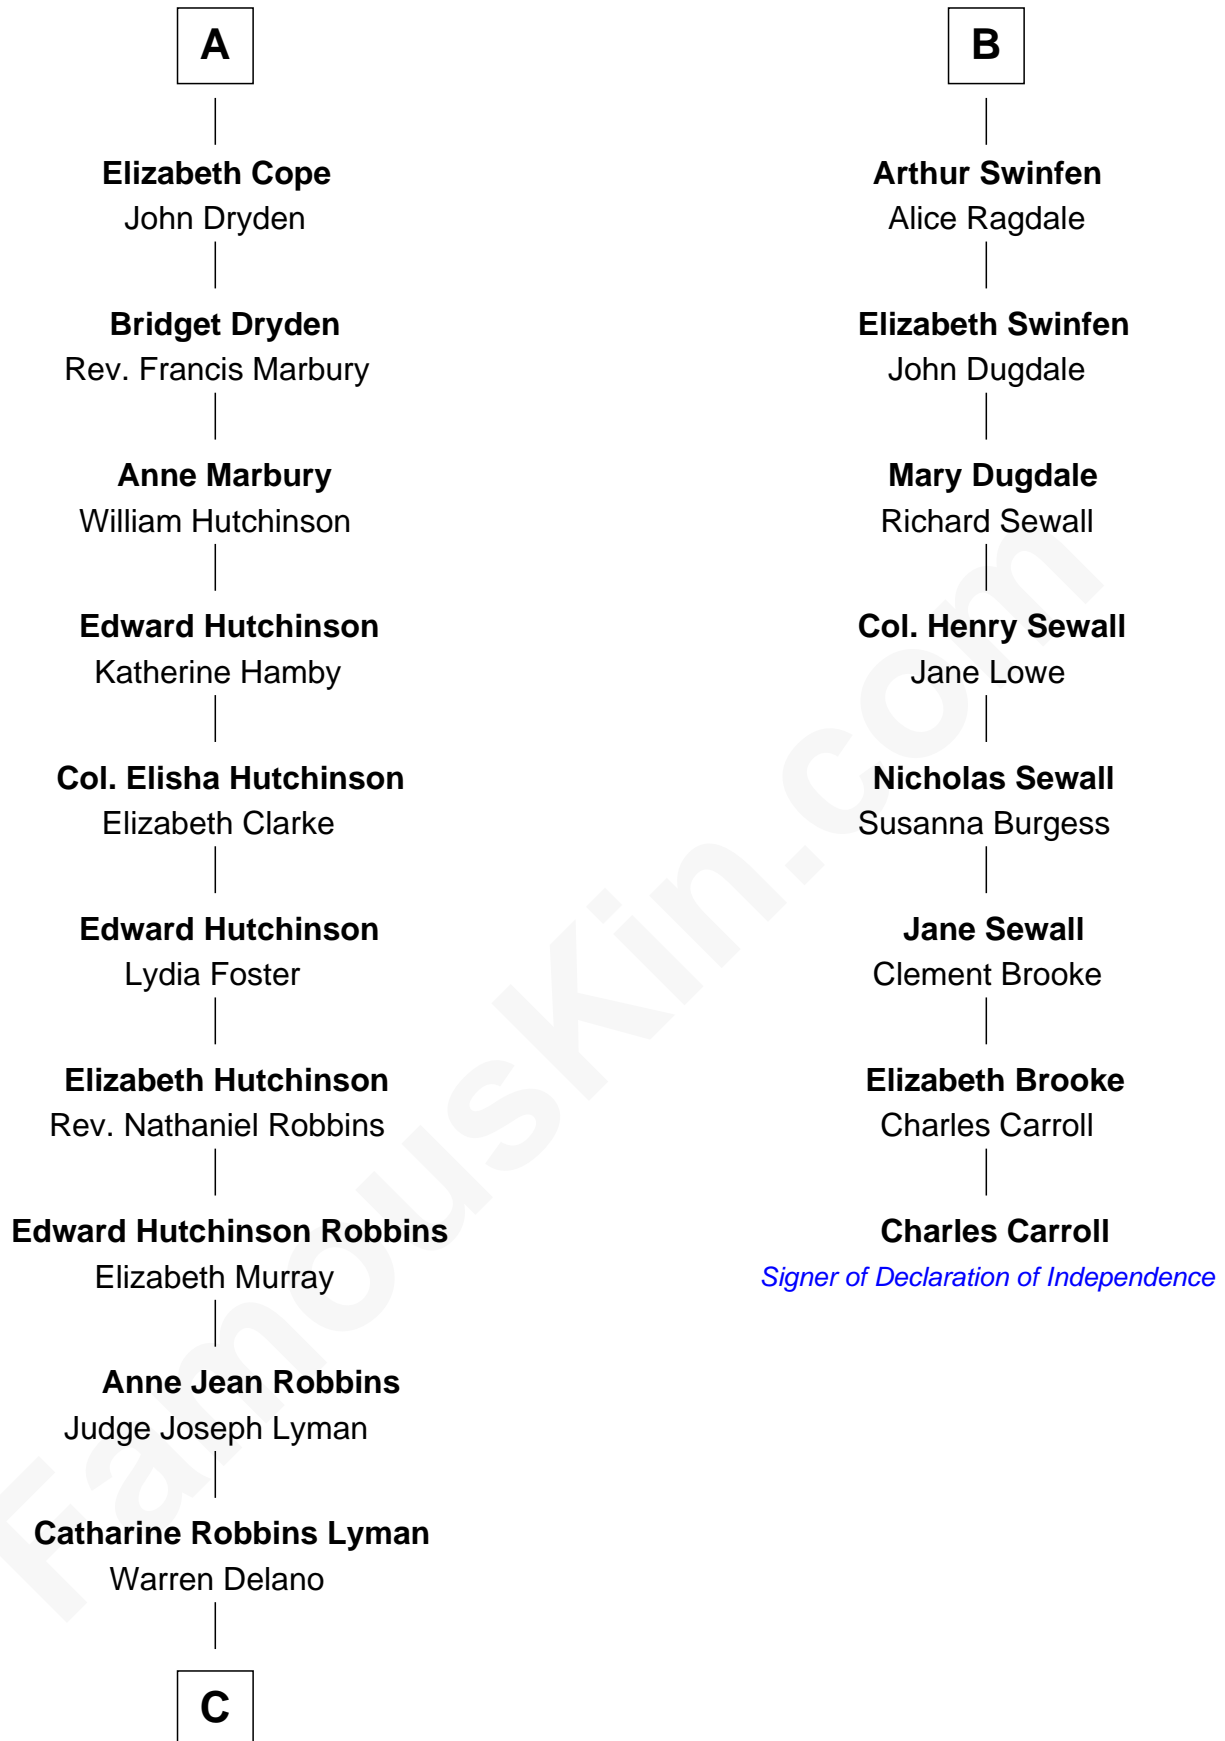 A
Elizabeth Cope
John Dryden
Bridget Dryden
Rev. Francis Marbury
Anne Marbury
William Hutchinson
Edward Hutchinson
Katherine Hamby
Col. Elisha Hutchinson
Elizabeth Clarke
Edward Hutchinson
Lydia Foster
Elizabeth Hutchinson
Rev. Nathaniel Robbins
Edward Hutchinson Robbins
Elizabeth Murray
Anne Jean Robbins
Judge Joseph Lyman
Catharine Robbins Lyman
Warren Delano
C
B
Arthur Swinfen
Alice Ragdale
Elizabeth Swinfen
John Dugdale
Mary Dugdale
Richard Sewall
Col. Henry Sewall
Jane Lowe
Nicholas Sewall
Susanna Burgess
Jane Sewall
Clement Brooke
Elizabeth Brooke
Charles Carroll
Charles Carroll
Signer of Declaration of Independence
FamousKin.com